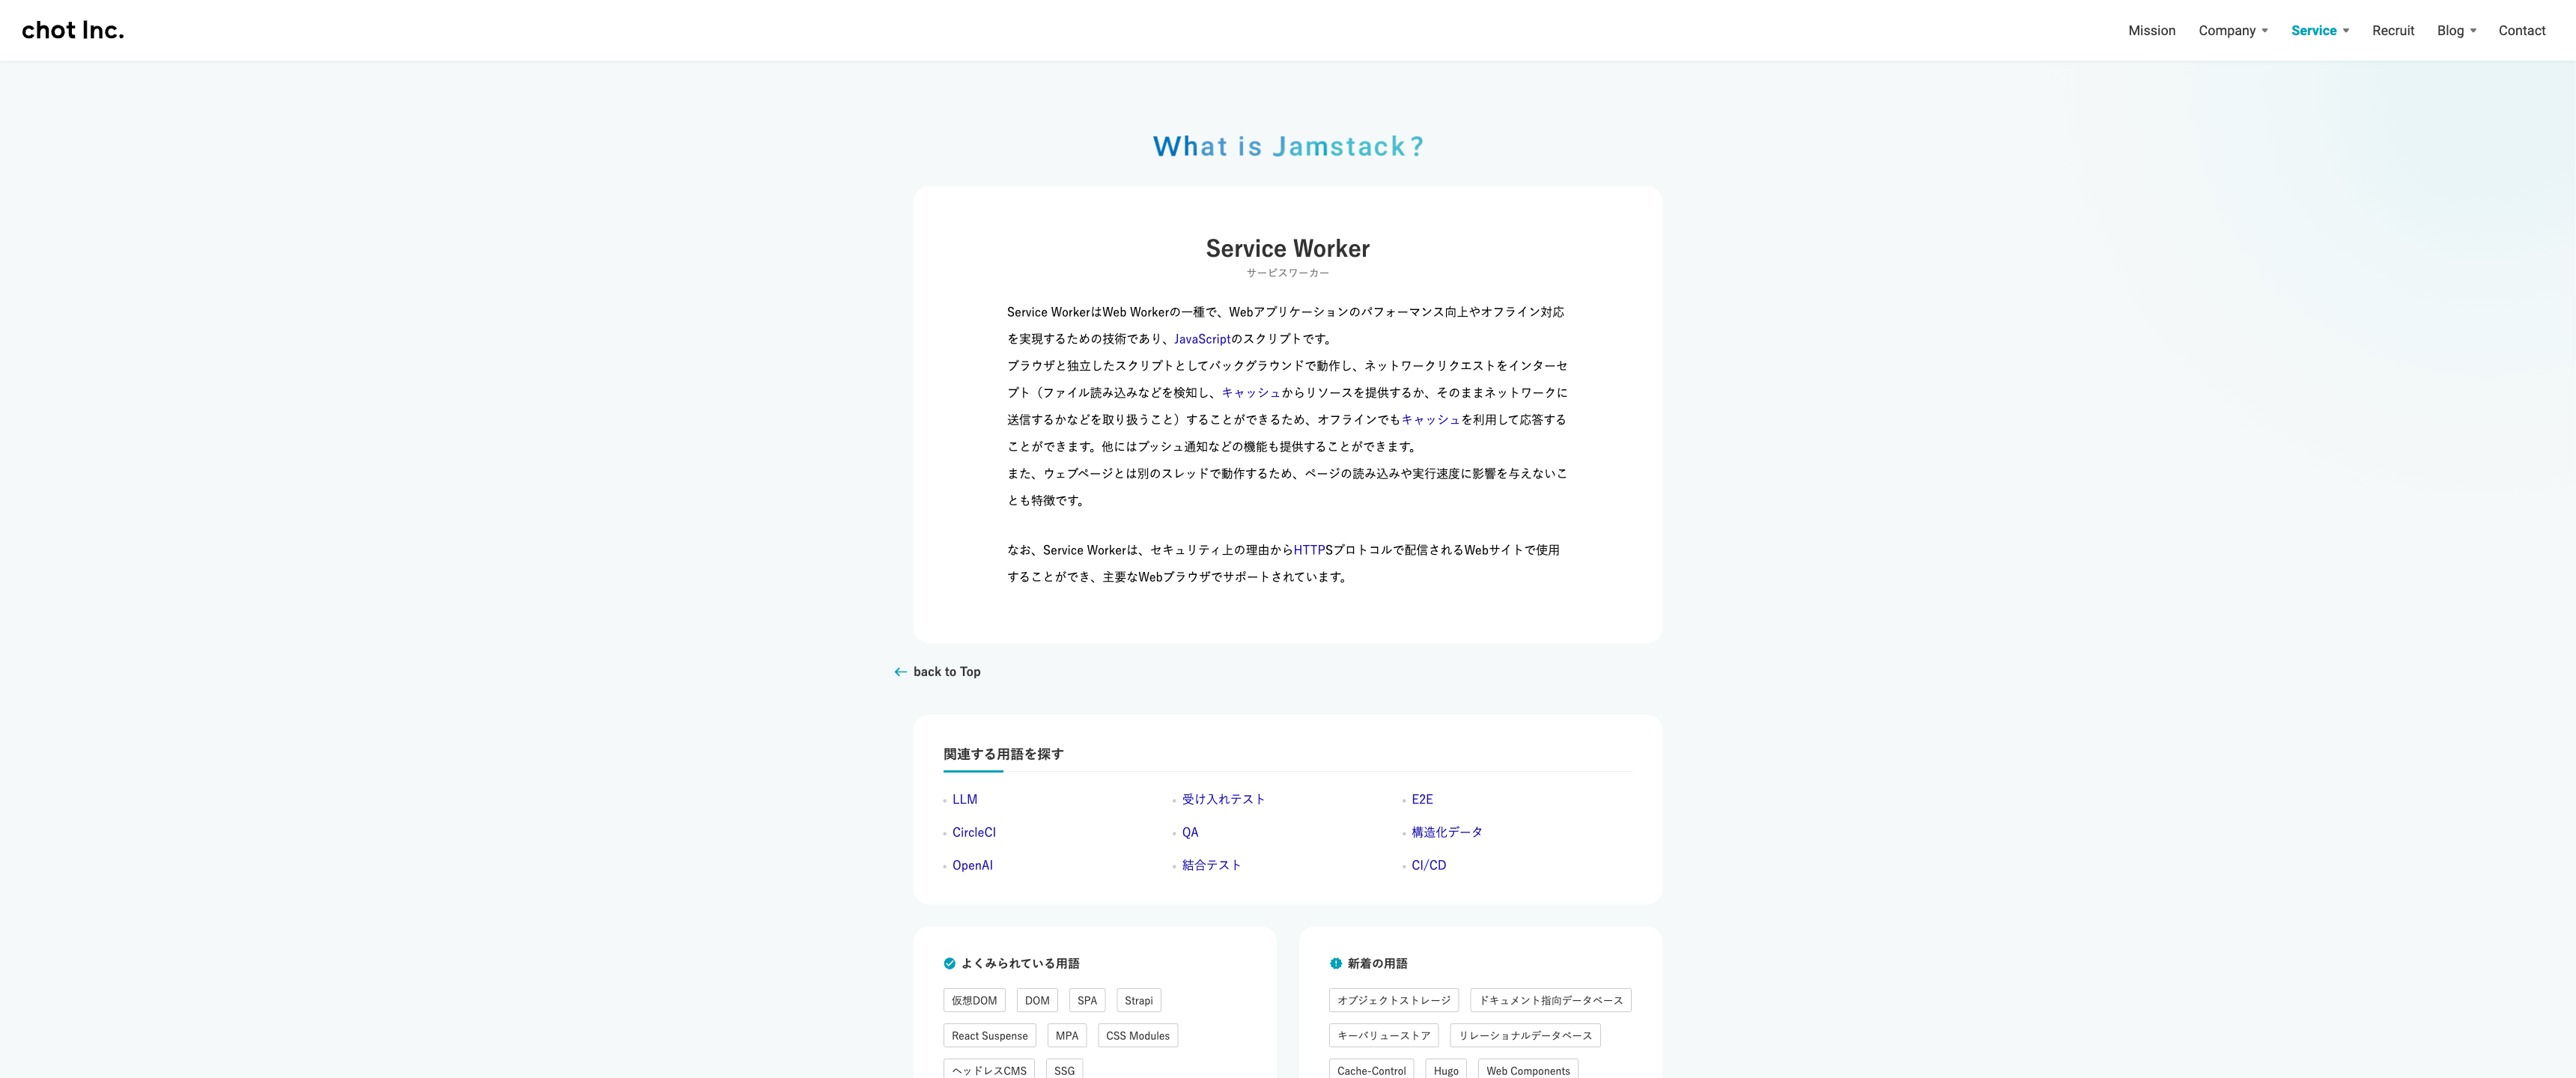 chot Inc.
Mission Company Service Recruit Blog Contact
What is Jamstack?
Service Worker
サービスワーカー
Service WorkerはWeb Workerの一種で、Webアプリケーションのパフォーマンス向上やオフライン対応
を実現するための技術であり、JavaScriptのスクリプトです。
ブラウザと独立したスクリプトとしてバックグラウンドで動作し、ネットワークリクエストをインターセ
プト（ファイル読み込みなどを検知し、キャッシュからリソースを提供するか、そのままネットワークに
送信するかなどを取り扱うこと）することができるため、オフラインでもキャッシュを利用して応答する
ことができます。他にはプッシュ通知などの機能も提供することができます。
また、ウェブページとは別のスレッドで動作するため、ページの読み込みや実行速度に影響を与えないこ
とも特徴です。
なお、Service Workerは、セキュリティ上の理由からHTTPSプロトコルで配信されるWebサイトで使用
することができ、主要なWebブラウザでサポートされています。
back to Top
関連する用語を探す
LLM 受け入れテスト E2E
CircleCI QA 構造化データ
OpenAI 結合テスト CI/CD
よくみられている用語
仮想DOM DOM SPA Strapi
React Suspense MPA CSS Modules
ヘッドレスCMS SSG
新着の用語
オブジェクトストレージ ドキュメント指向データベース
キーバリューストア リレーショナルデータベース
Cache-Control Hugo Web Components